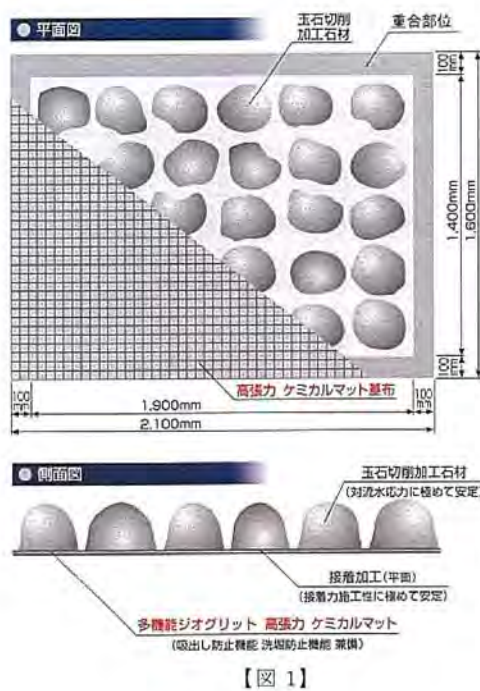 平面図
玉石切削
加工石材
重合部位
100mm
1,400mm
1,600mm
100mm
高張力 ケミカルマット基布
100mm
1,900mm
100mm
2,100mm
側面図
玉石切削加工石材
(対流水応力に極めて安定)
接着加工(平面)
(接着力施工性に極めて安定)
多機能ジオグリット 高張力 ケミカルマット
(吸出し防止機能 洗堀防止機能 兼備)
【図 1】